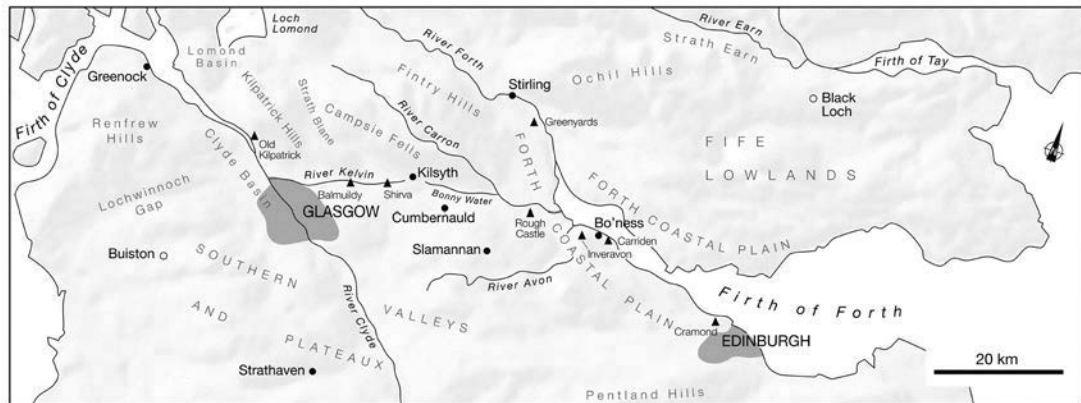 Loch
Lomond
River Forth
River Earn
Strath Earn
Firth of Tay
Lomond
Basin
Firth of Clyde
Greenock
Kilpatrick Hills
Strath Blane
Campsie Fells
Fintry Hills
River Carron
Stirling
Ochil Hills
Greenyards
Black
Loch
Renfrew
Hills
Old
Kilpatrick
Clyde Basin
FORTH
FIFE
LOWLANDS
Lochwinnoch
Gap
River Kelvin
Kilsyth
Balmuildy
Shirva
Bonny Water
GLASGOW
Cumbernauld
Rough
Castle
FORTH COASTAL PLAIN
Bo'ness
Carriden
Inveravon
Slamannan
COASTAL PLAIN
Buiston
SOUTHERN
AND
PLATEAUX
VALLEYS
River Avon
River Clyde
Firth of Forth
Cramond
EDINBURGH
Strathaven
Pentland Hills
20 km